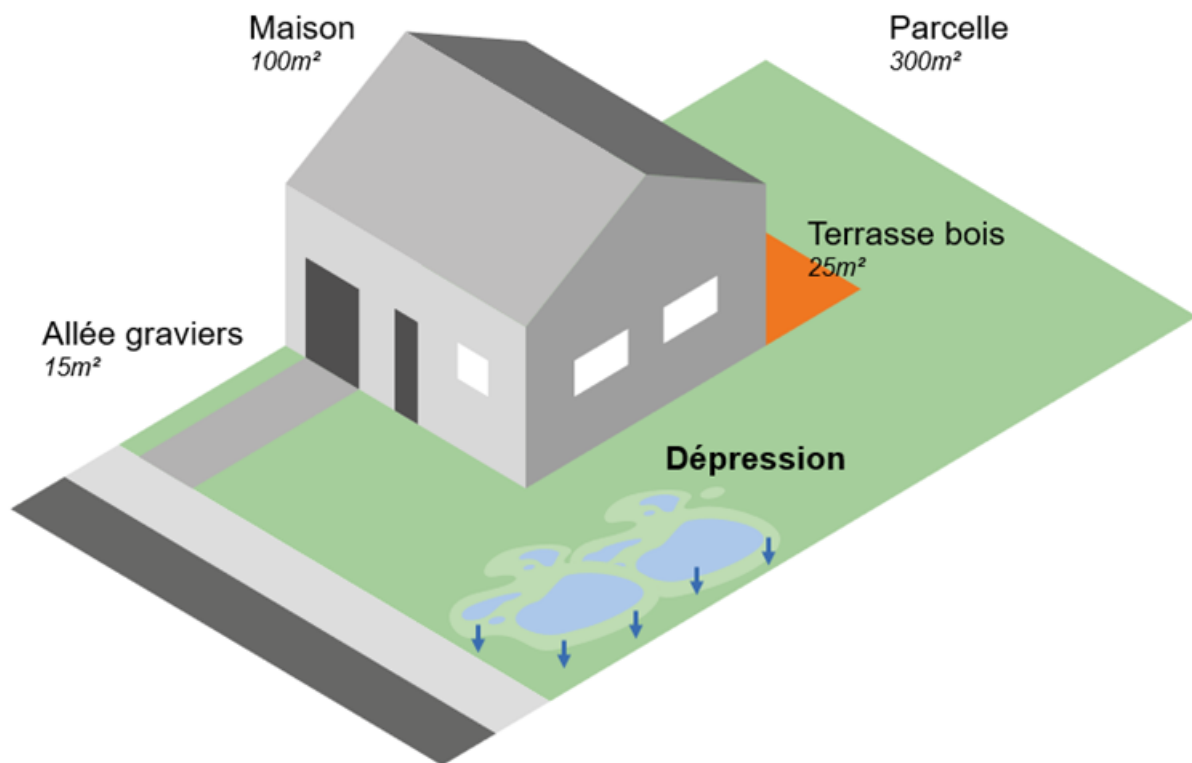 Maison
100m²
Parcelle
300m²
Terrasse bois
25m²
Allée graviers
15m²
Dépression